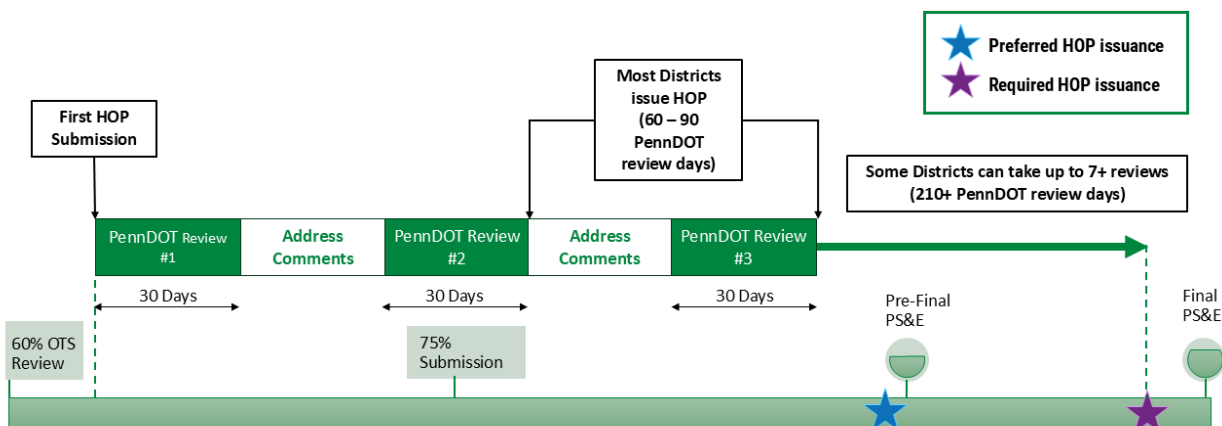 Preferred HOP issuance
Required HOP issuance
First HOP
Submission
Most Districts
issue HOP
(60 – 90
PennDOT
review days)
Some Districts can take up to 7+ reviews
(210+ PennDOT review days)
PennDOT Review
#1
Address
Comments
PennDOT Review
#2
Address
Comments
PennDOT Review
#3
30 Days
30 Days
30 Days
60% OTS
Review
75%
Submission
Pre-Final
PS&E
Final
PS&E